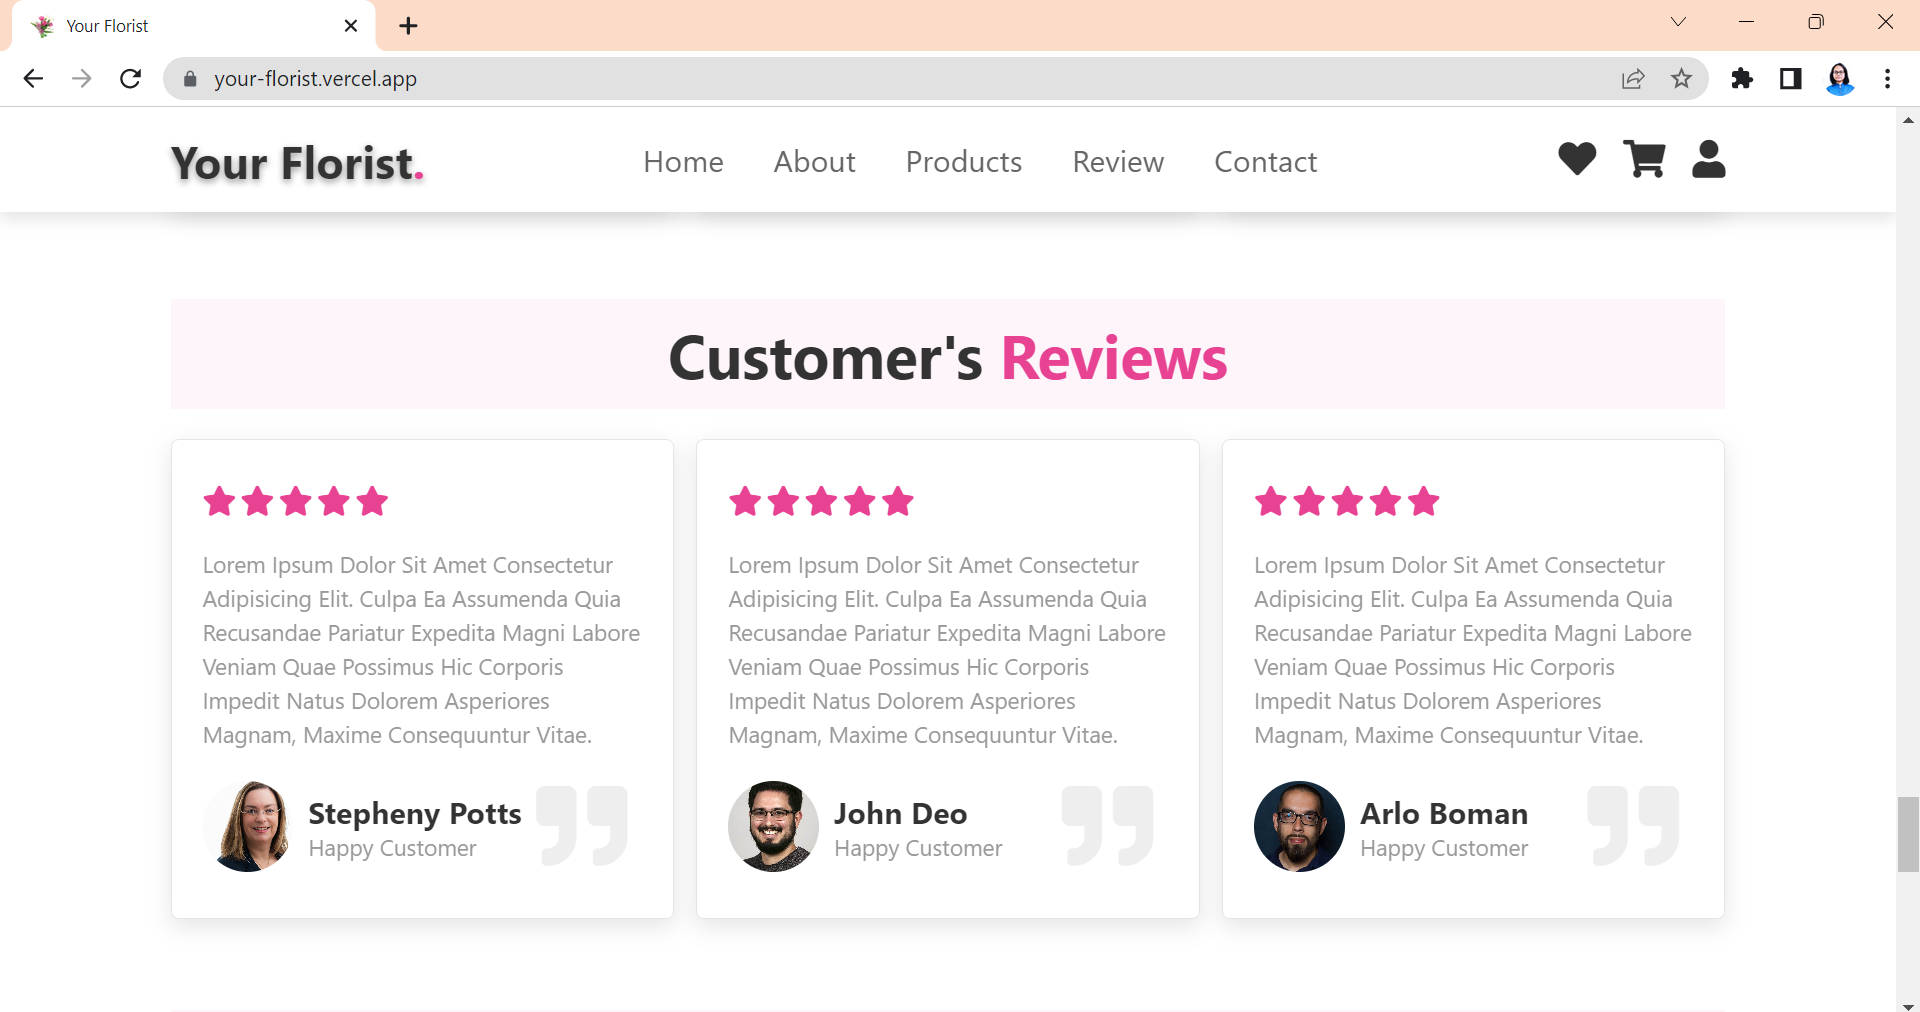 Your Florist
your-florist.vercel.app
Your Florist.
Home About Products Review Contact
Customer's Reviews
Lorem Ipsum Dolor Sit Amet Consectetur
Adipisicing Elit. Culpa Ea Assumenda Quia
Recusandae Pariatur Expedita Magni Labore
Veniam Quae Possimus Hic Corporis
Impedit Natus Dolorem Asperiores
Magnam, Maxime Consequuntur Vitae.
Stepheny Potts
Happy Customer
Lorem Ipsum Dolor Sit Amet Consectetur
Adipisicing Elit. Culpa Ea Assumenda Quia
Recusandae Pariatur Expedita Magni Labore
Veniam Quae Possimus Hic Corporis
Impedit Natus Dolorem Asperiores
Magnam, Maxime Consequuntur Vitae.
John Deo
Happy Customer
Lorem Ipsum Dolor Sit Amet Consectetur
Adipisicing Elit. Culpa Ea Assumenda Quia
Recusandae Pariatur Expedita Magni Labore
Veniam Quae Possimus Hic Corporis
Impedit Natus Dolorem Asperiores
Magnam, Maxime Consequuntur Vitae.
Arlo Boman
Happy Customer